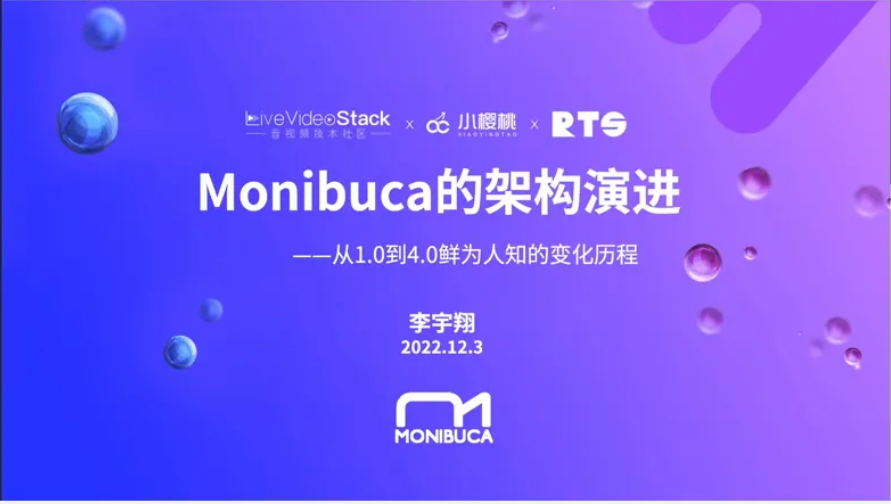 LiveVideoStack x 小樱桃 x RTS
音视频技术社区 XIAOYINGTAO
Monibuca的架构演进
——从1.0到4.0鲜为人知的变化历程
李宇翔
2022.12.3
MONIBUCA